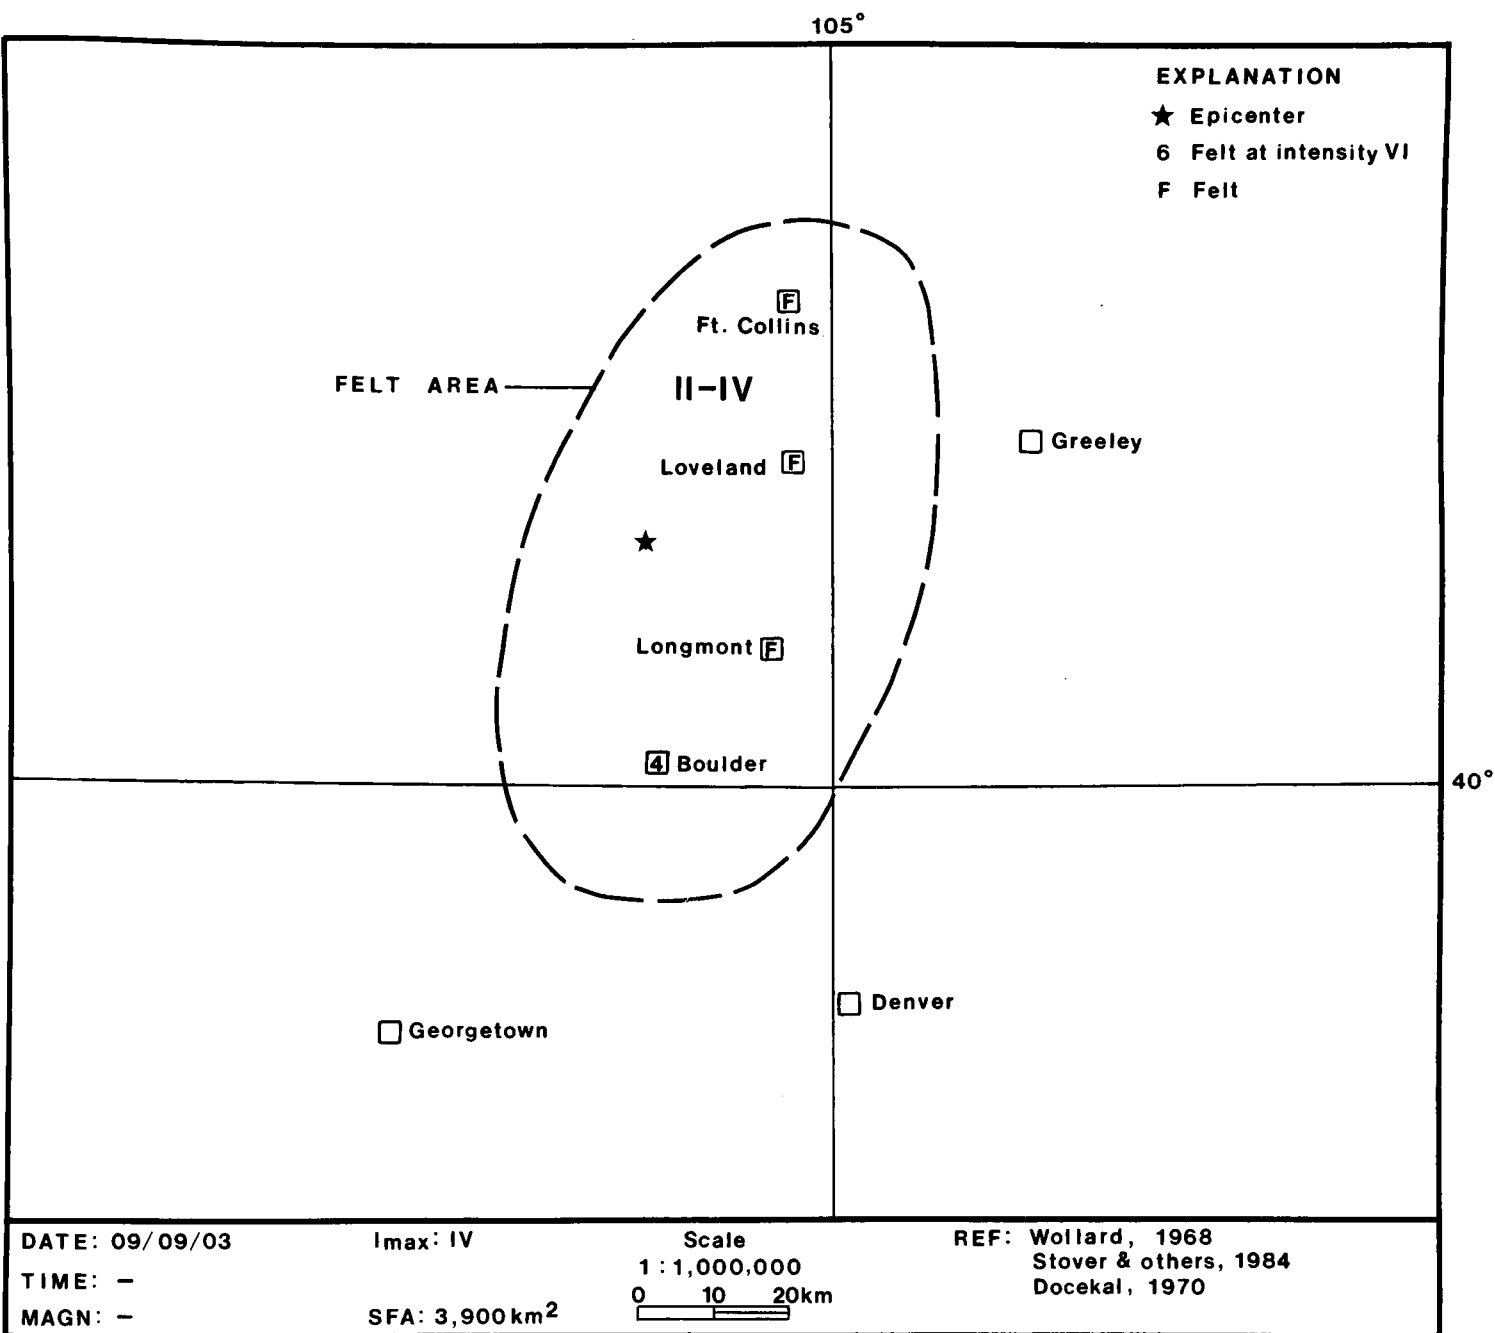 105°
EXPLANATION
★ Epicenter
6 Felt at intensity VI
F Felt
F
Ft. Collins
FELT AREA
II-IV
Greeley
Loveland F
Longmont F
4 Boulder
40°
Denver
Georgetown
DATE: 09/09/03
TIME: –
MAGN: –
Imax: IV
SFA: 3,900 km²
Scale
1:1,000,000
0 10 20km
REF: Wollard, 1968
Stover & others, 1984
Docekal, 1970